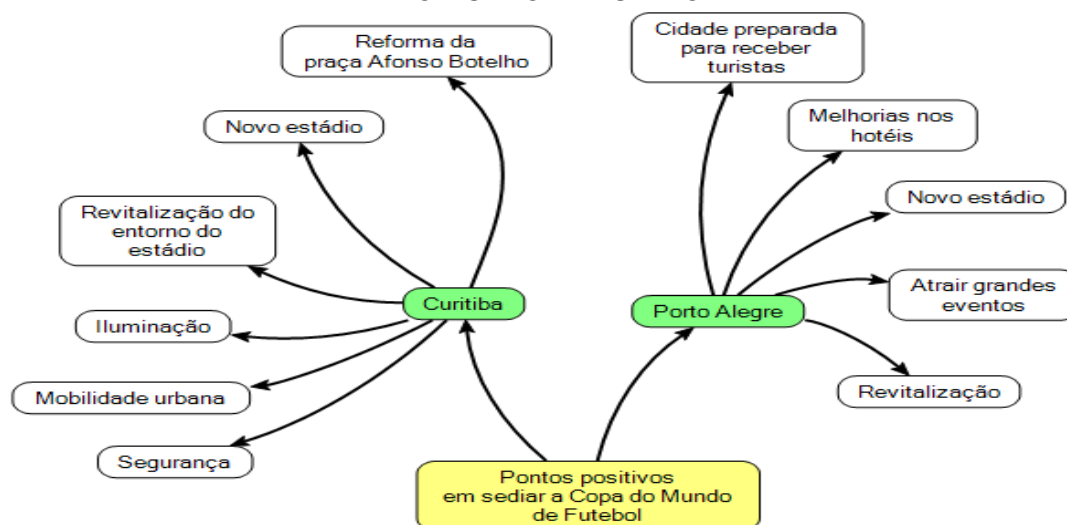 Reforma da
praça Afonso Botelho
Novo estádio
Revitalização do
entorno do
estádio
Curitiba
Iluminação
Mobilidade urbana
Segurança
Cidade preparada
para receber
turistas
Melhorias nos
hotéis
Novo estádio
Atrair grandes
eventos
Porto Alegre
Revitalização
Pontos positivos
em sediar a Copa do Mundo
de Futebol